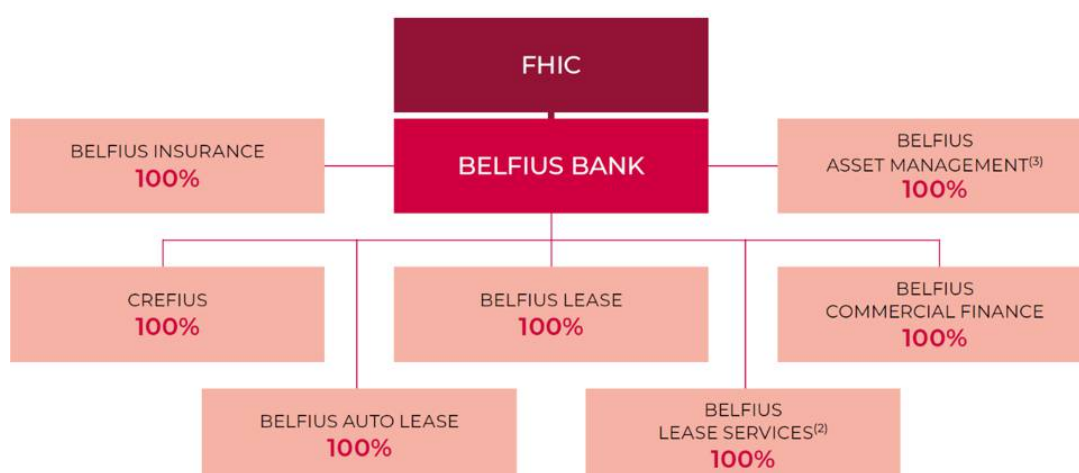 FHIC
BELFIUS INSURANCE
100%
BELFIUS BANK
BELFIUS
ASSET MANAGEMENT(3)
100%
CREFIUS
100%
BELFIUS LEASE
100%
BELFIUS
COMMERCIAL FINANCE
100%
BELFIUS AUTO LEASE
100%
BELFIUS
LEASE SERVICES(2)
100%